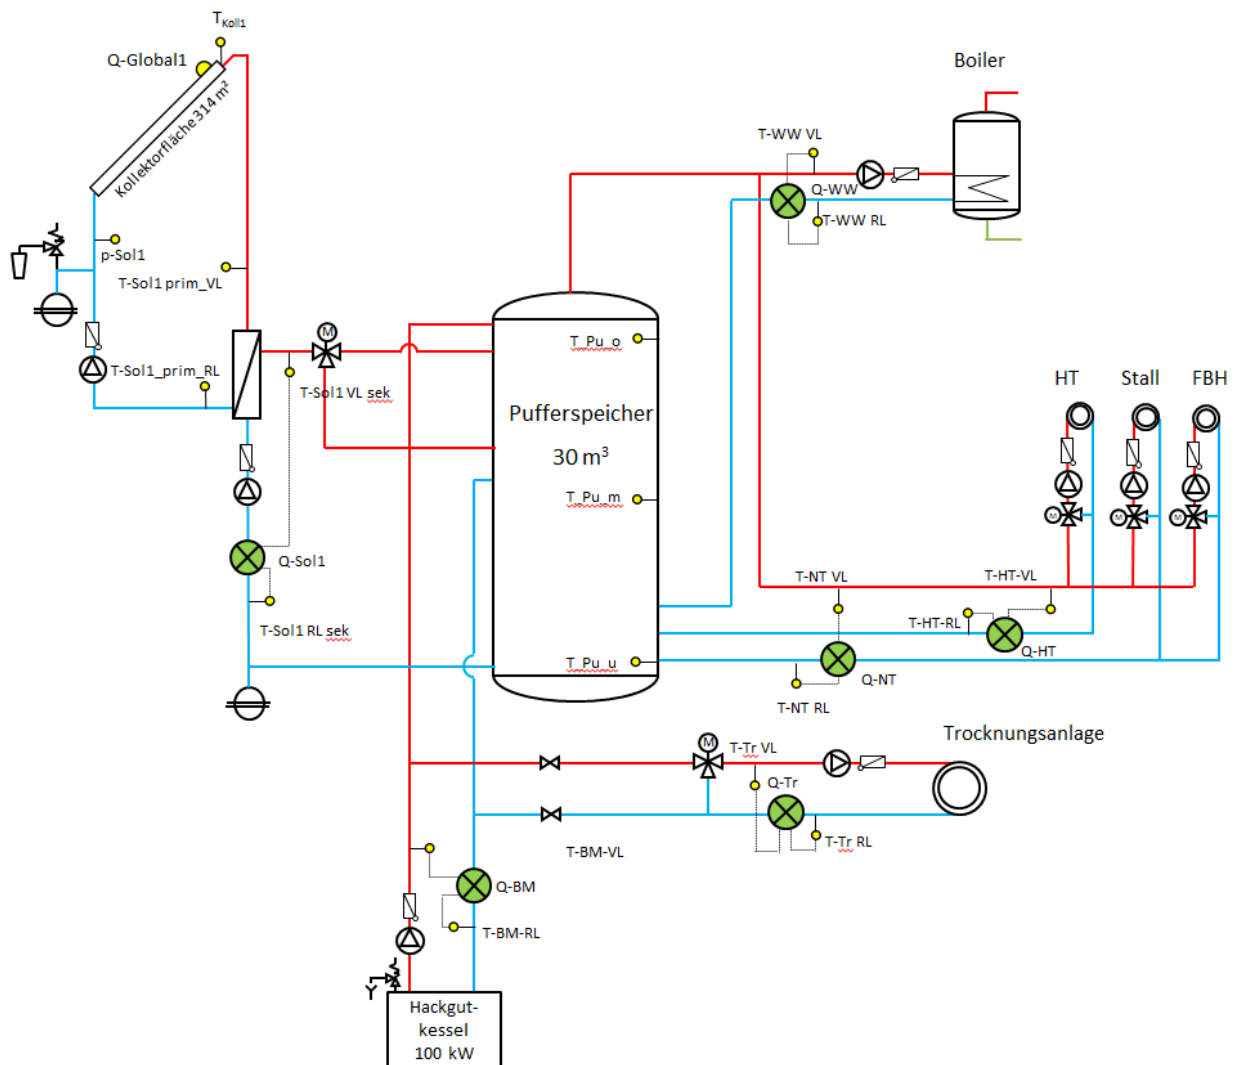 T Koll1
Q-Global1
Kollektorfläche 314 m²
p-Sol1
T-Sol1 prim_VL
T-Sol1_prim_RL
M
T-Sol1 VL sek
Q-Sol1
T-Sol1 RL sek
Pufferspeicher
30 m³
T_Pu_o
T_Pu_m
T_Pu_u
Boiler
T-WW VL
Q-WW
T-WW RL
HT
Stall
FBH
M
M
M
T-NT VL
T-HT-VL
T-HT-RL
Q-HT
Q-NT
T-NT RL
Trocknungsanlage
M
T-Tr VL
Q-Tr
T-Tr RL
T-BM-VL
Q-BM
T-BM-RL
Hackgut-
kessel
100 kW